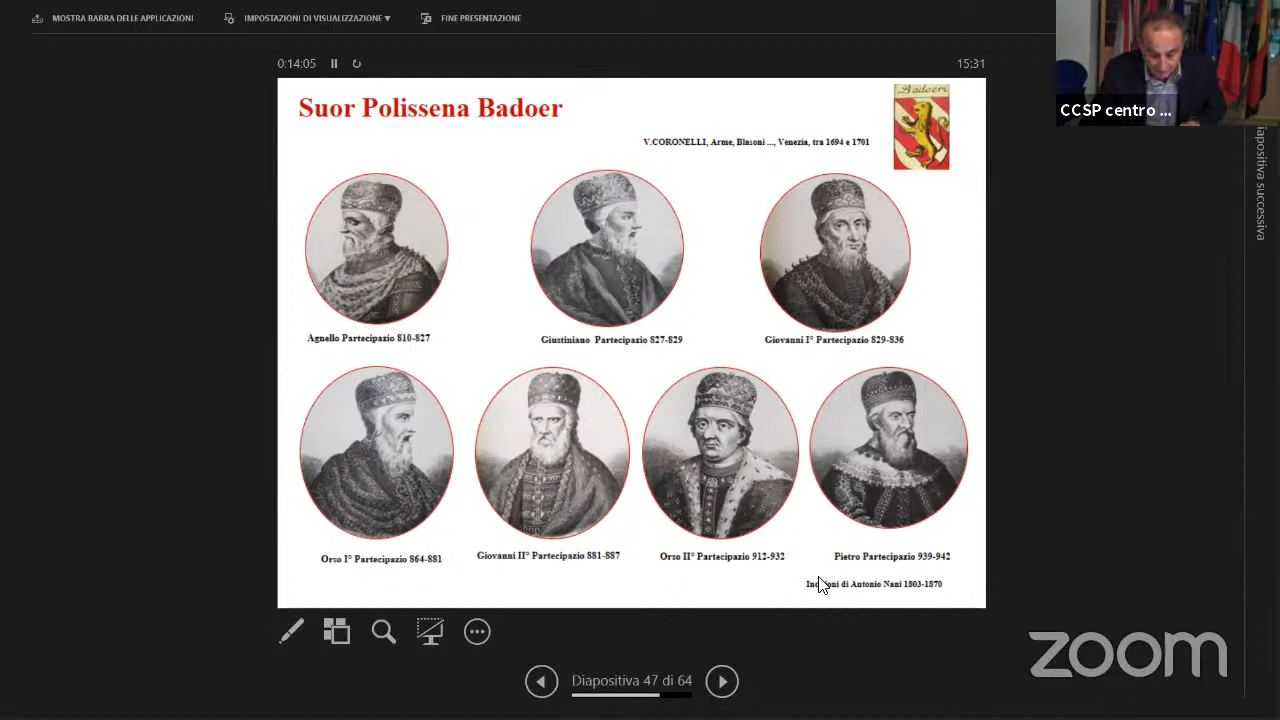 MOSTRA BARRA DELLE APPLICAZIONI
IMPOSTAZIONI DI VISUALIZZAZIONE ▼
FINE PRESENTAZIONE
0:14:05
15:31
CCSP centro ...
Suor Polissena Badoer
Badoeri
V.CORONELLI, Arme, Blasoni ..., Venezia, tra 1694 e 1701
Agnello Partecipazio 810-827
Giustiniano Partecipazio 827-829
Giovanni I° Partecipazio 829-836
Orso I° Partecipazio 864-881
Giovanni II° Partecipazio 881-887
Orso II° Partecipazio 912-932
Pietro Partecipazio 939-942
di Antonio Nani 1803-1870
iapositiva successiva
Diapositiva 47 di 64
zoom